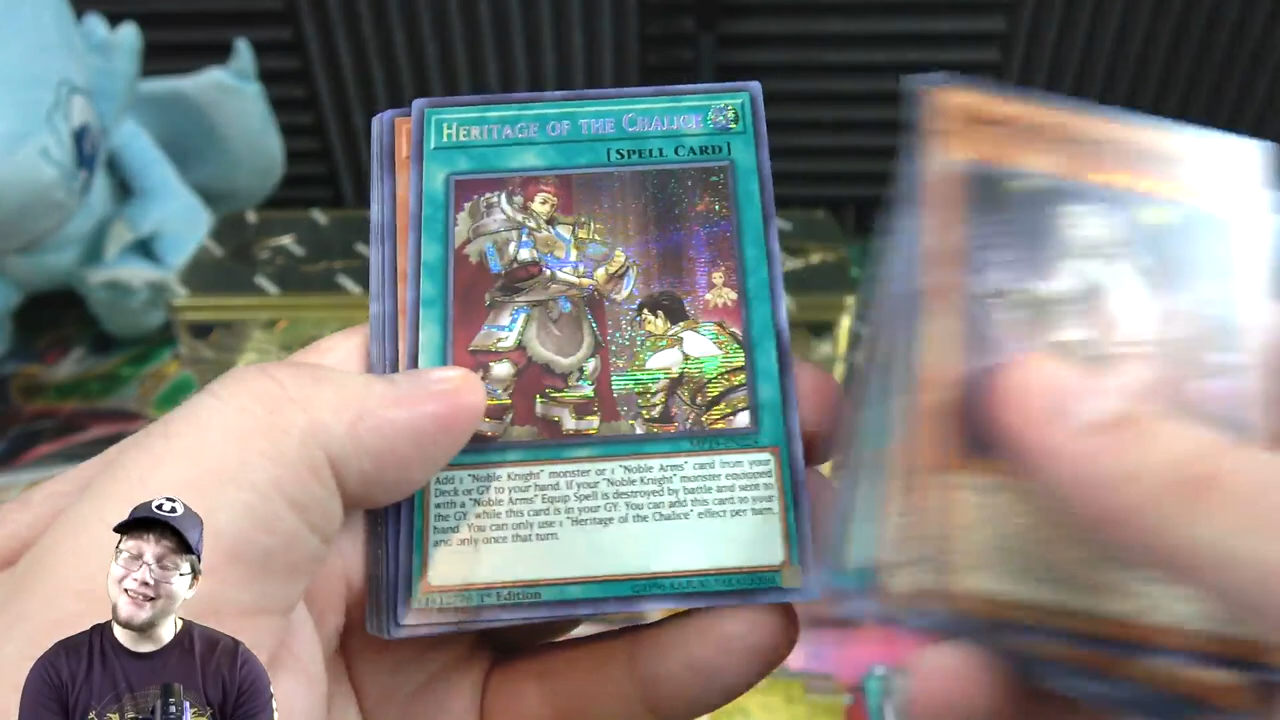 HERITAGE OF THE CHALICE
[SPELL CARD]
Add 1 "Noble Knight" monster or 1 "Noble Arms" card from your
Deck or GY to your hand. If your "Noble Knight" monster equipped
with a "Noble Arms" Equip Spell is destroyed by battle and sent to
the GY, while this card is in your GY: You can add this card to your
hand. You can only use 1 "Heritage of the Chalice" effect per turn,
and only once that turn.
1st Edition